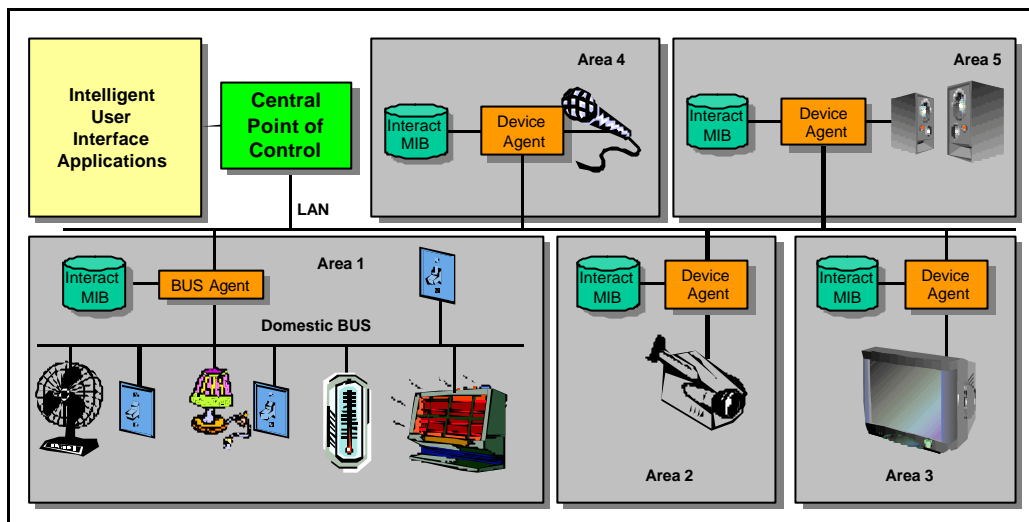 Intelligent
User
Interface
Applications
Central
Point of
Control
LAN
Area 4
Interact
MIB
Device
Agent
Area 5
Interact
MIB
Device
Agent
Area 1
Interact
MIB
BUS Agent
Domestic BUS
Interact
MIB
Device
Agent
Area 2
Interact
MIB
Device
Agent
Area 3